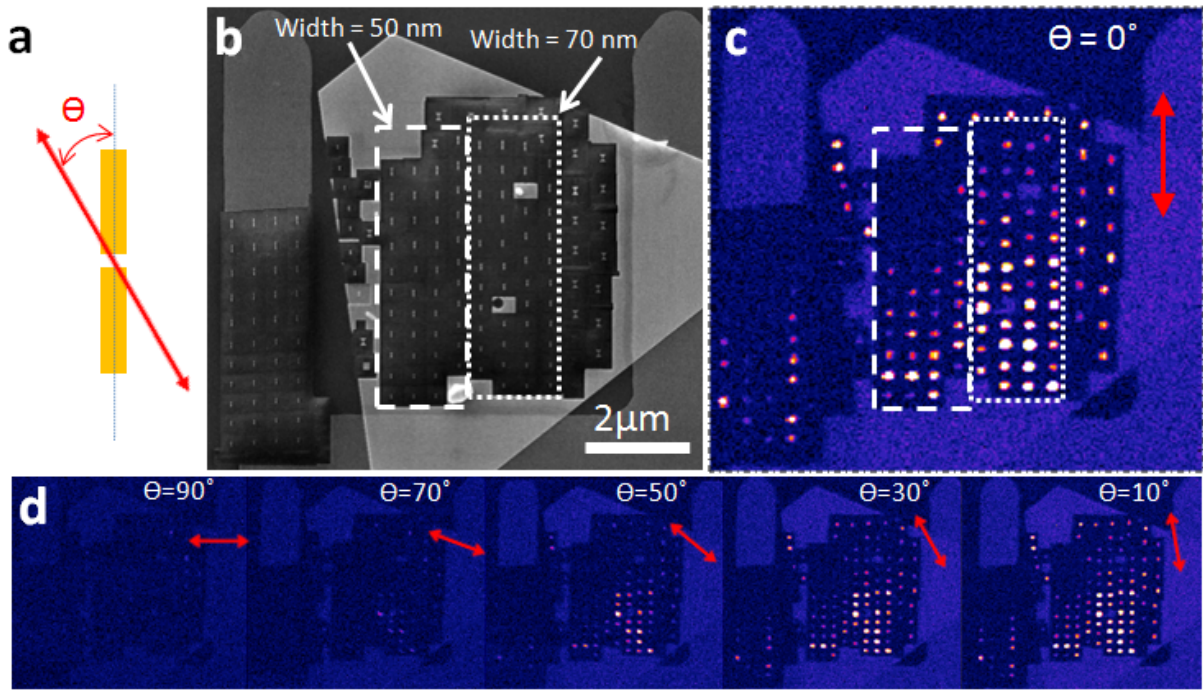 a
Ө
b
Width = 50 nm
Width = 70 nm
2µm
c
Ө = 0˚
d
Ө=90˚
Ө=70˚
Ө=50˚
Ө=30˚
Ө=10˚